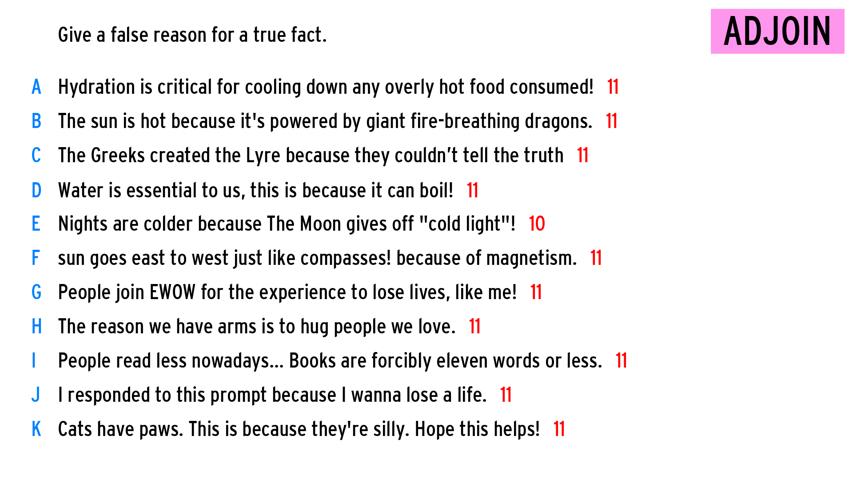 Give a false reason for a true fact.
ADJOIN
A Hydration is critical for cooling down any overly hot food consumed! 11
B The sun is hot because it's powered by giant fire-breathing dragons. 11
C The Greeks created the Lyre because they couldn’t tell the truth 11
D Water is essential to us, this is because it can boil! 11
E Nights are colder because The Moon gives off "cold light"! 10
F sun goes east to west just like compasses! because of magnetism. 11
G People join EWOW for the experience to lose lives, like me! 11
H The reason we have arms is to hug people we love. 11
I People read less nowadays... Books are forcibly eleven words or less. 11
J I responded to this prompt because I wanna lose a life. 11
K Cats have paws. This is because they're silly. Hope this helps! 11